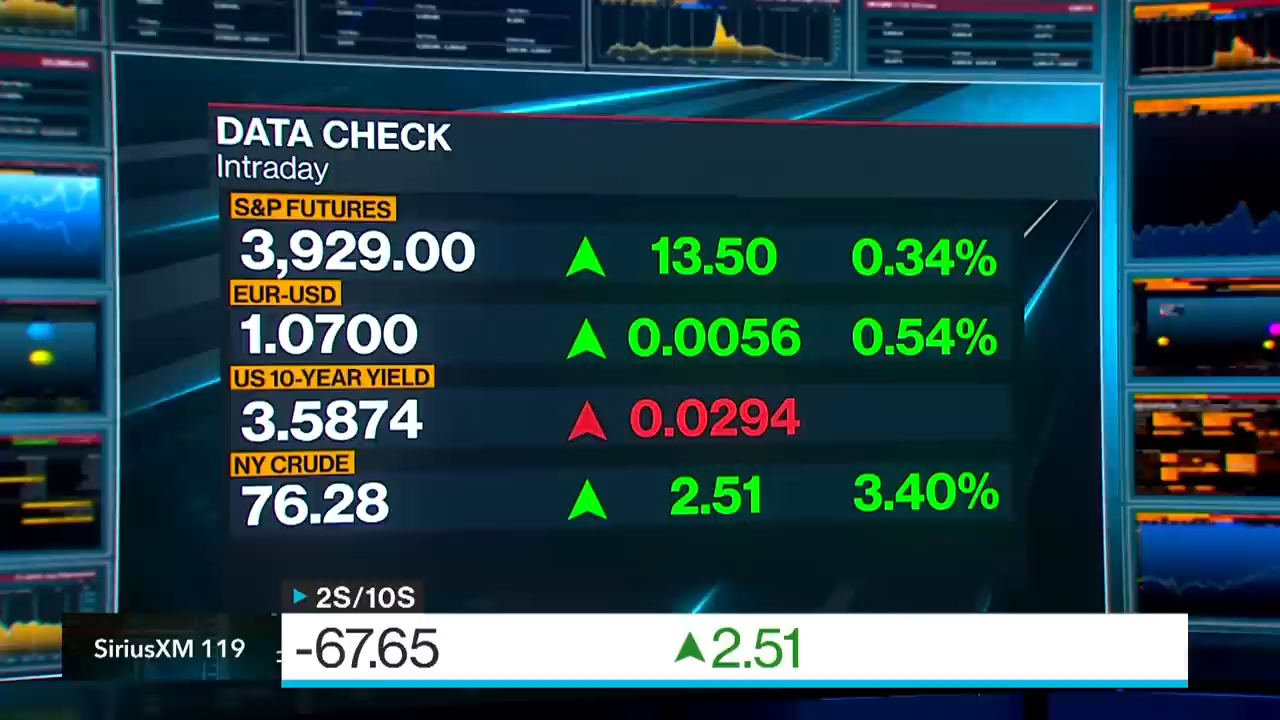 DATA CHECK
Intraday
S&P FUTURES
3,929.00 ▲ 13.50 0.34%
EUR-USD
1.0700 ▲ 0.0056 0.54%
US 10-YEAR YIELD
3.5874 ▲ 0.0294
NY CRUDE
76.28 ▲ 2.51 3.40%
2S/10S
SiriusXM 119 -67.65 ▲2.51